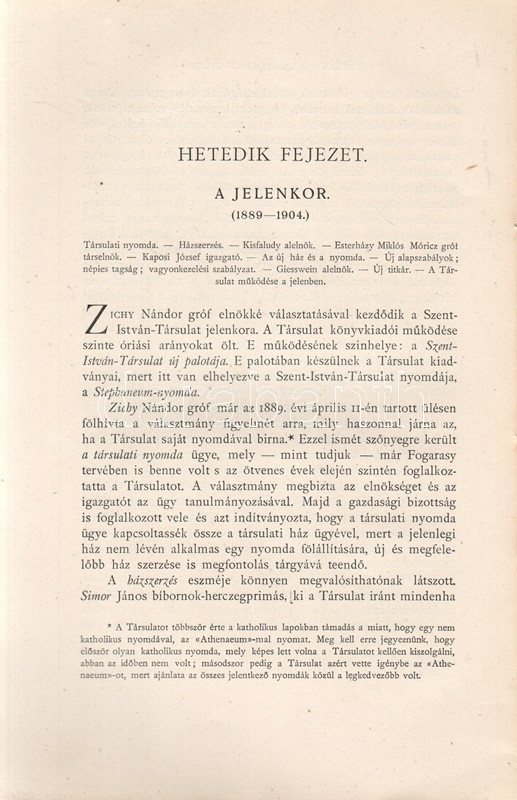 HETEDIK FEJEZET.
A JELENKOR.
(1889—1904.)
Társulati nyomda. — Házszerzés. — Kisfaludy alelnök. — Esterházy Miklós Móricz gróf
társelnök. — Kaposi József igazgató. — Az új ház és a nyomda. — Új alapszabályok;
népies tagság; vagyonkezelési szabályzat. — Giesswein alelnök. — Új titkár. — A Tár-
sulat működése a jelenben.
ZICHY Nándor gróf elnökké választatásával kezdődik a Szent-
István-Társulat jelenkora. A Társulat könyvkiadói működése
szinte óriási arányokat ölt. E működésének szinhelye: a Szent-
István-Társulat új palotája. E palotában készülnek a Társulat kiad-
ványai, mert itt van elhelyezve a Szent-István-Társulat nyomdája,
a Stephaneum-nyomda.
Zichy Nándor gróf már az 1889. évi április 11-én tartott ülésen
fölhívta a választmány figyelmét arra, mily haszonnal járna az,
ha a Társulat saját nyomdával birna.* Ezzel ismét szőnyegre került
a társulati nyomda ügye, mely — mint tudjuk — már Fogarasy
tervében is benne volt s az ötvenes évek elején szintén foglalkoz-
tatta a Társulatot. A választmány megbizta az elnökséget és az
igazgatót az ügy tanulmányozásával. Majd a gazdasági bizottság
is foglalkozott vele és azt indítványozta, hogy a társulati nyomda
ügye kapcsoltassék össze a társulati ház ügyével, mert a jelenlegi
ház nem lévén alkalmas egy nyomda fölállítására, új és megfele-
lőbb ház szerzése is megfontolás tárgyává teendő.
A házszerzés eszméje könnyen megvalósíthatónak látszott.
Simor János bíbornok-herczegprimás, ki a Társulat iránt mindenha
* A Társulatot többször érte a katholikus lapokban támadás a miatt, hogy egy nem
katholikus nyomdával, az «Athenaeum»-mal nyomat. Meg kell erre jegyeznünk, hogy
először olyan katholikus nyomda, mely képes lett volna a Társulatot kellően kiszolgálni,
abban az időben nem volt; másodszor pedig a Társulat azért vette igénybe az «Athe-
naeum»-ot, mert ajánlata az összes jelentkező nyomdák közül a legkedvezőbb volt.
darabanth